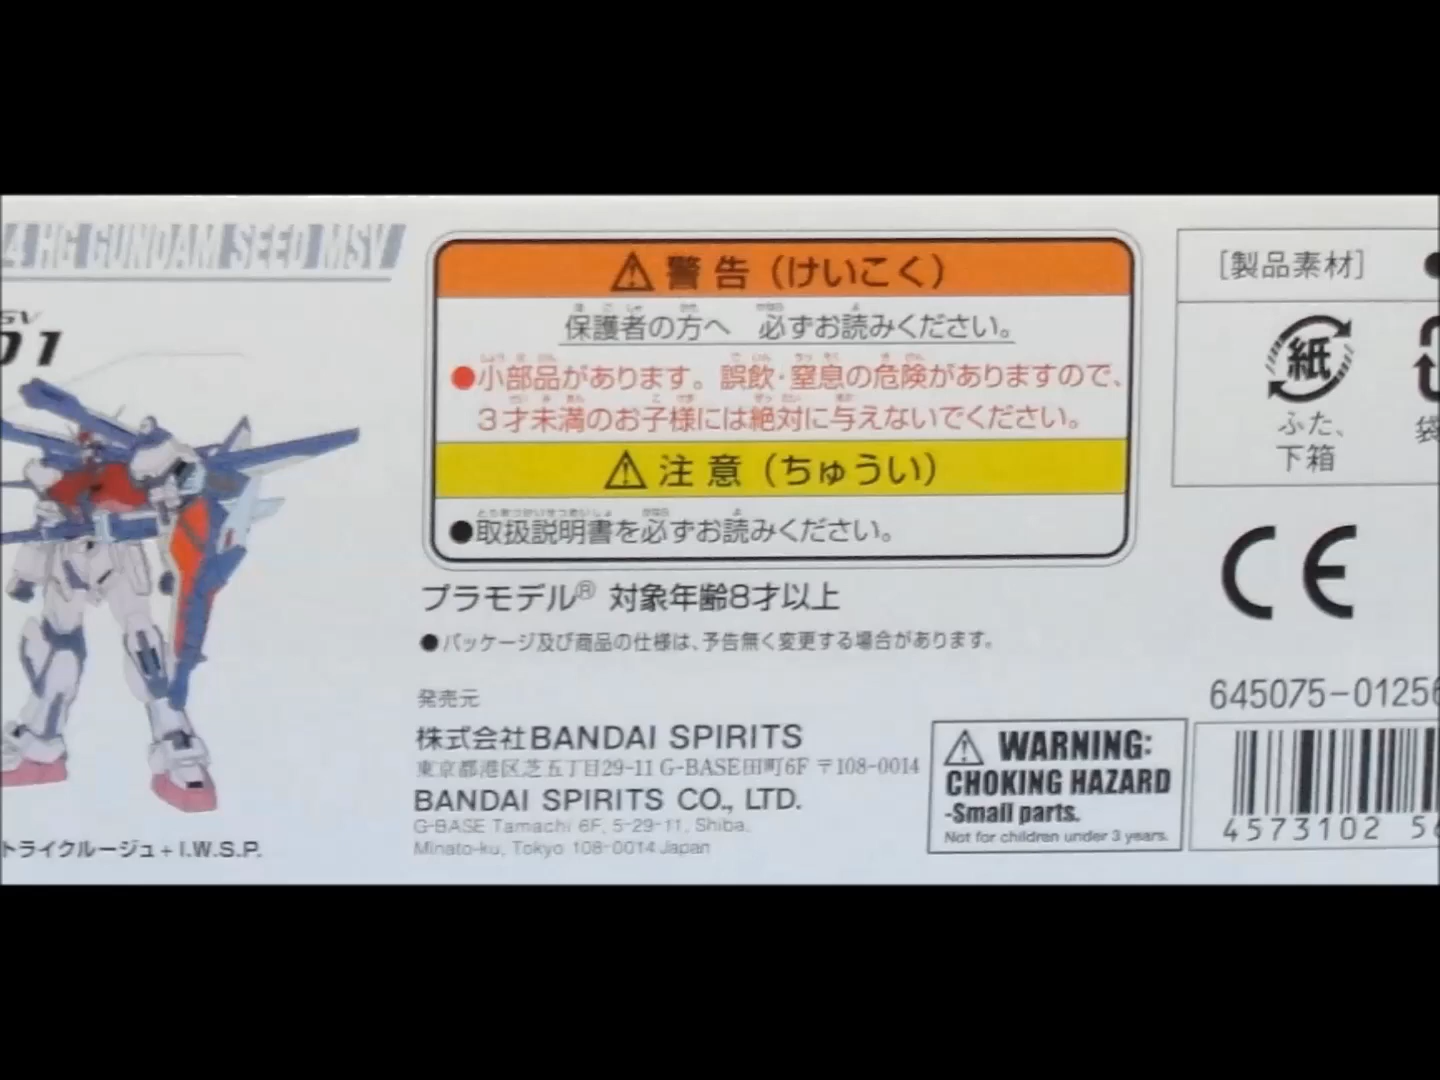 4 HG GUNDAM SEED MSV
01
トライクルージュ+I.W.S.P.
警告（けいこく）
保護者の方へ 必ずお読みください。
●小部品があります。誤飲・窒息の危険がありますので、
3才未満のお子様には絶対に与えないでください。
注意（ちゅうい）
●取扱説明書を必ずお読みください。
プラモデル® 対象年齢8才以上
●パッケージ及び商品の仕様は、予告無く変更する場合があります。
発売元
株式会社BANDAI SPIRITS
東京都港区芝五丁目29-11 G-BASE田町6F 〒108-0014
BANDAI SPIRITS CO., LTD.
G-BASE Tamachi 6F, 5-29-11, Shiba,
Minato-ku, Tokyo 108-0014 Japan
WARNING:
CHOKING HAZARD
-Small parts.
Not for children under 3 years.
［製品素材］
紙
ふた、
下箱
袋
CE
645075-01256
4573102 56